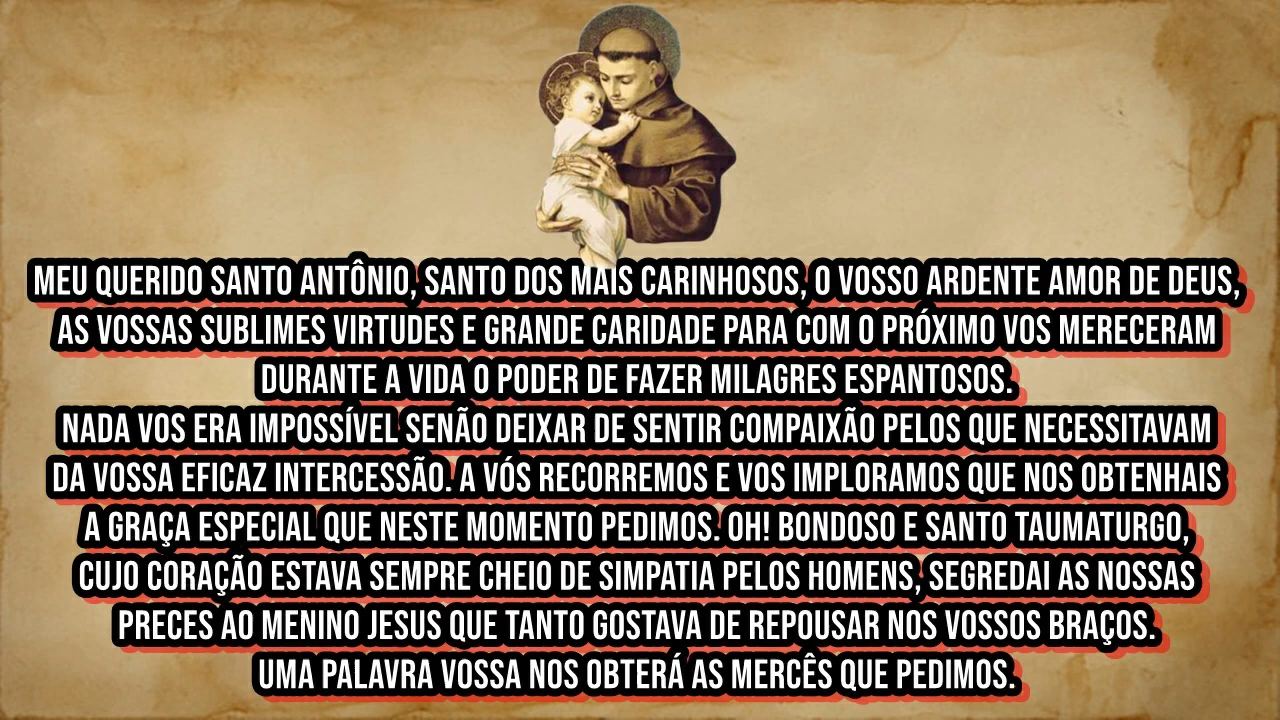 MEU QUERIDO SANTO ANTÔNIO, SANTO DOS MAIS CARINHOSOS, O VOSSO ARDENTE AMOR DE DEUS,
AS VOSSAS SUBLIMES VIRTUDES E GRANDE CARIDADE PARA COM O PRÓXIMO VOS MERECERAM
DURANTE A VIDA O PODER DE FAZER MILAGRES ESPANTOSOS.
NADA VOS ERA IMPOSSÍVEL SENÃO DEIXAR DE SENTIR COMPAIXÃO PELOS QUE NECESSITAVAM
DA VOSSA EFICAZ INTERCESSÃO. A VÓS RECORREMOS E VOS IMPLORAMOS QUE NOS OBTENHAIS
A GRAÇA ESPECIAL QUE NESTE MOMENTO PEDIMOS. OH! BONDOSO E SANTO TAUMATURGO,
CUJO CORAÇÃO ESTAVA SEMPRE CHEIO DE SIMPATIA PELOS HOMENS, SEGREDAI AS NOSSAS
PRECES AO MENINO JESUS QUE TANTO GOSTAVA DE REPOUSAR NOS VOSSOS BRAÇOS.
UMA PALAVRA VOSSA NOS OBTERÁ AS MERCÊS QUE PEDIMOS.